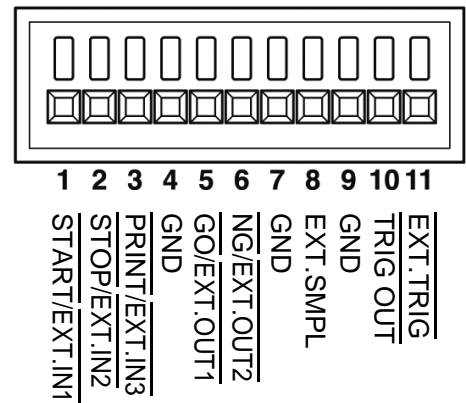 1 2 3 4 5 6 7 8 9 10 11
START/EXT.IN1
STOP/EXT.IN2
PRINT/EXT.IN3
GND
GO/EXT.OUT1
NG/EXT.OUT2
GND
EXT.SMPL
GND
TRIG OUT
EXT.TRIG